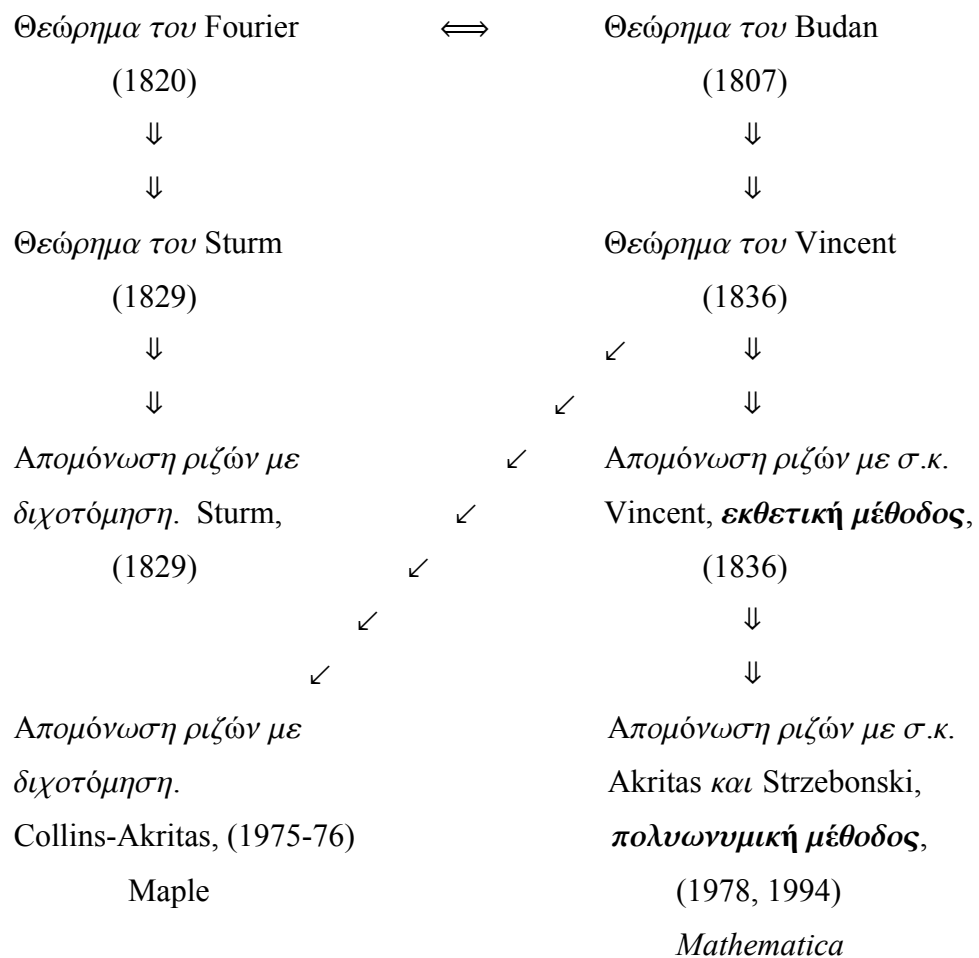 Θεώρημα του Fourier ⟺ Θεώρημα του Budan
(1820) (1807)
⇓ ⇓
⇓ ⇓
Θεώρημα του Sturm Θεώρημα του Vincent
(1829) (1836)
⇓ ↙ ⇓
⇓ ↙ ⇓
Απομόνωση ριζών με ↙ Απομόνωση ριζών με σ.κ.
διχοτόμηση. Sturm, ↙ Vincent, εκθετική μέθοδος,
(1829) ↙ (1836)
↙ ⇓
↙ ⇓
Απομόνωση ριζών με Απομόνωση ριζών με σ.κ.
διχοτόμηση. Akritas και Strzebonski,
Collins-Akritas, (1975-76) πολυωνυμική μέθοδος,
Maple (1978, 1994)
Mathematica